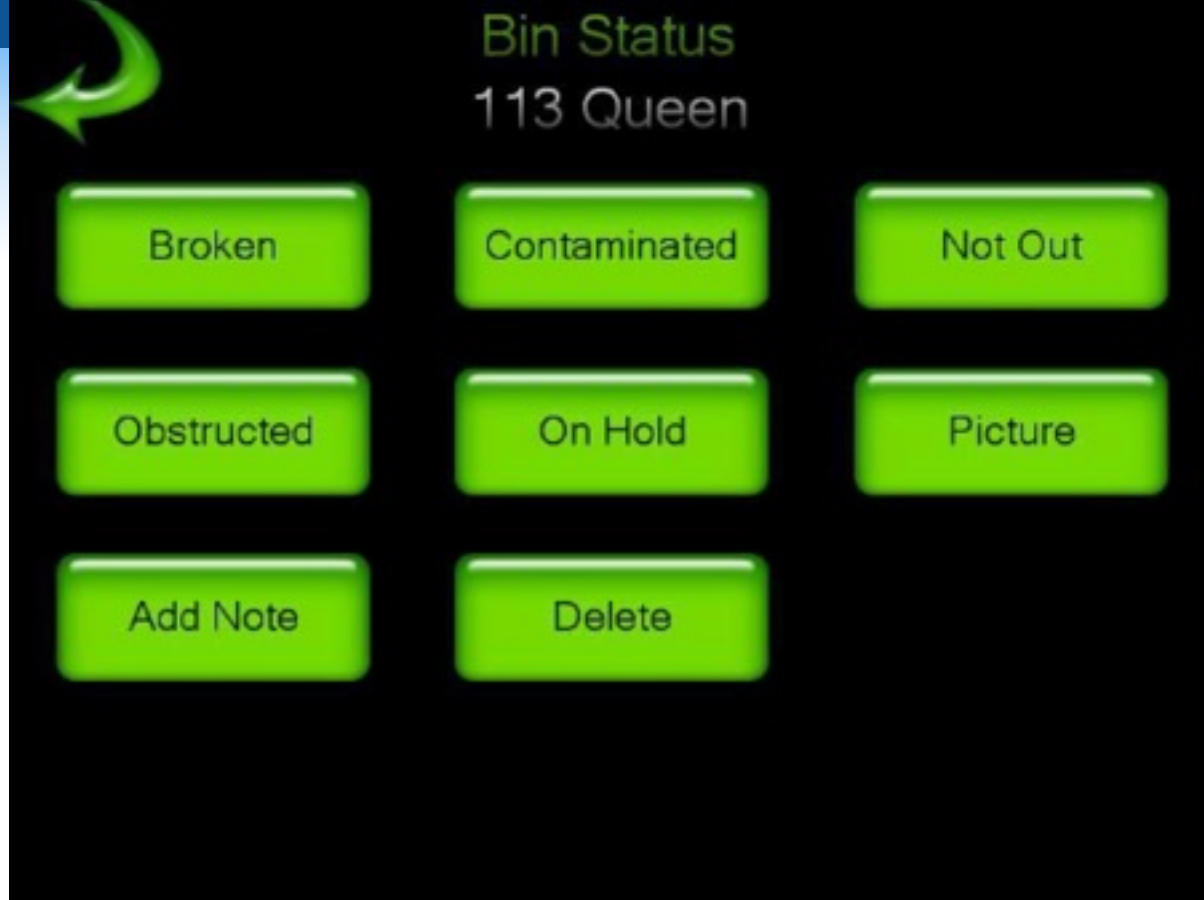 Bin Status
113 Queen
Broken
Contaminated
Not Out
Obstructed
On Hold
Picture
Add Note
Delete